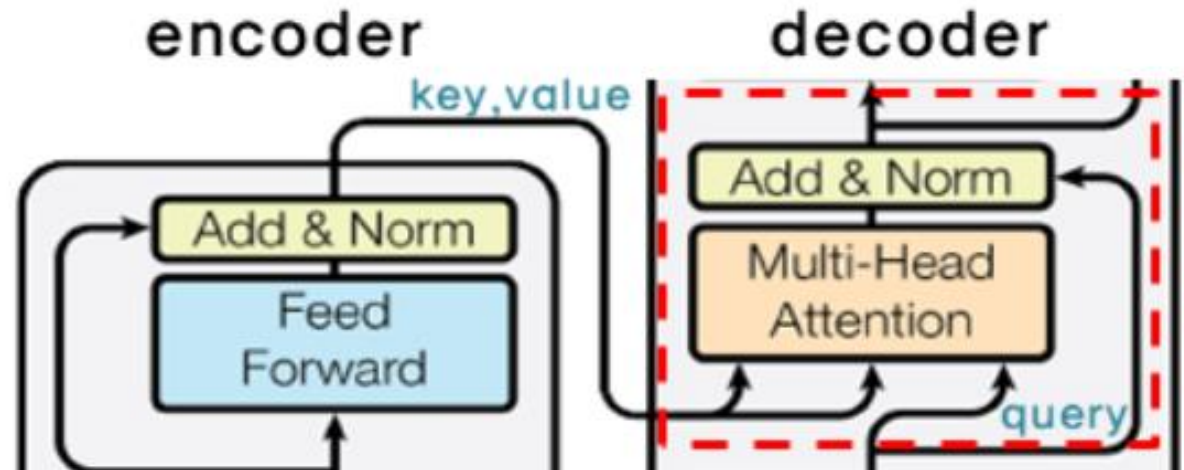 encoder
decoder
key,value
Add & Norm
Feed
Forward
Add & Norm
Multi-Head
Attention
query